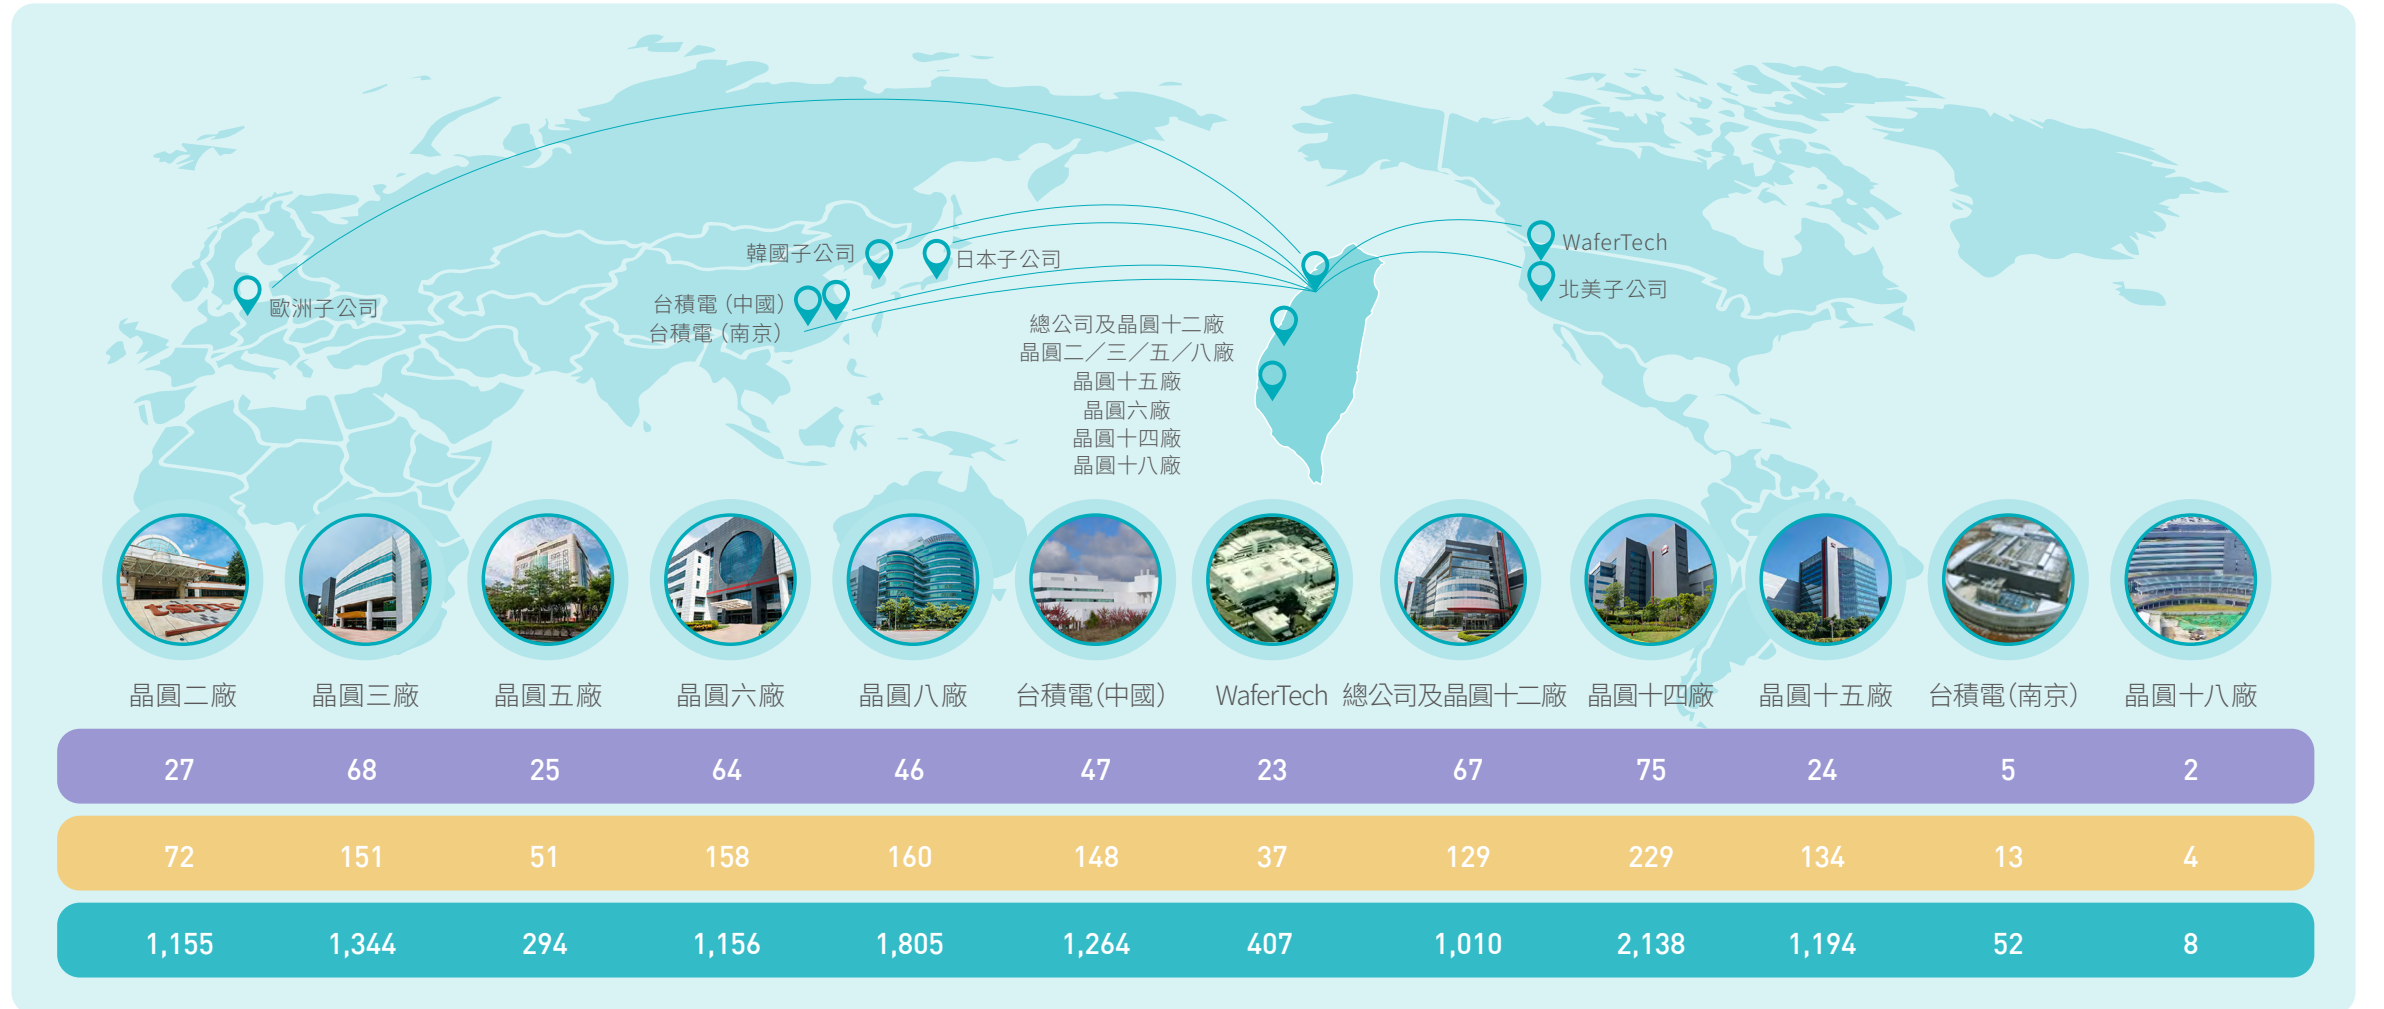 韓國子公司
日本子公司
WaferTech
歐洲子公司
台積電（中國）
台積電（南京）
北美子公司
總公司及晶圓十二廠
晶圓二／三／五／八廠
晶圓十五廠
晶圓六廠
晶圓十四廠
晶圓十八廠
tsmc
晶圓二廠 晶圓三廠 晶圓五廠 晶圓六廠 晶圓八廠 台積電（中國） WaferTech 總公司及晶圓十二廠 晶圓十四廠 晶圓十五廠 台積電（南京） 晶圓十八廠
27 68 25 64 46 47 23 67 75 24 5 2
72 151 51 158 160 148 37 129 229 134 13 4
1,155 1,344 294 1,156 1,805 1,264 407 1,010 2,138 1,194 52 8